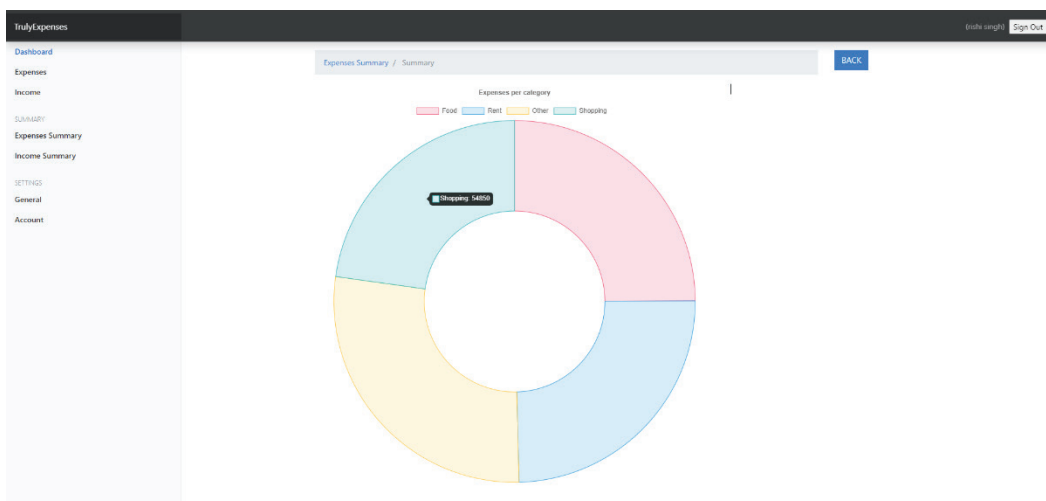 TrulyExpenses
(rishi singh) Sign Out
Dashboard
Expenses
Income
SUMMARY
Expenses Summary
Income Summary
SETTINGS
General
Account
Expenses Summary / Summary
BACK
Expenses per category
Food Rent Other Shopping
Shopping: 54850